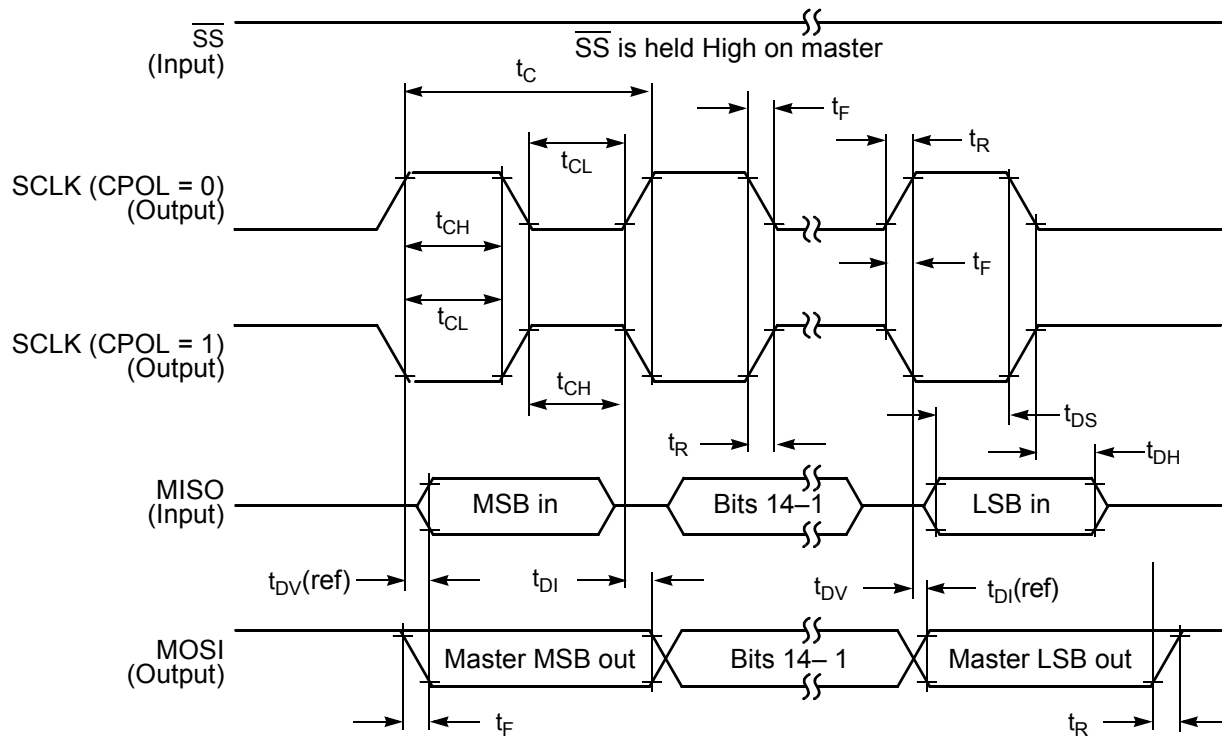 SS
(Input)
SS is held High on master
tC
tF
tR
tCL
SCLK (CPOL = 0)
(Output)
tCH
tF
tCL
SCLK (CPOL = 1)
(Output)
tCH
tDS
tR
tDH
MISO
(Input)
MSB in
Bits 14–1
LSB in
tDV(ref)
tDI
tDV
tDI(ref)
MOSI
(Output)
Master MSB out
Bits 14– 1
Master LSB out
tF
tR